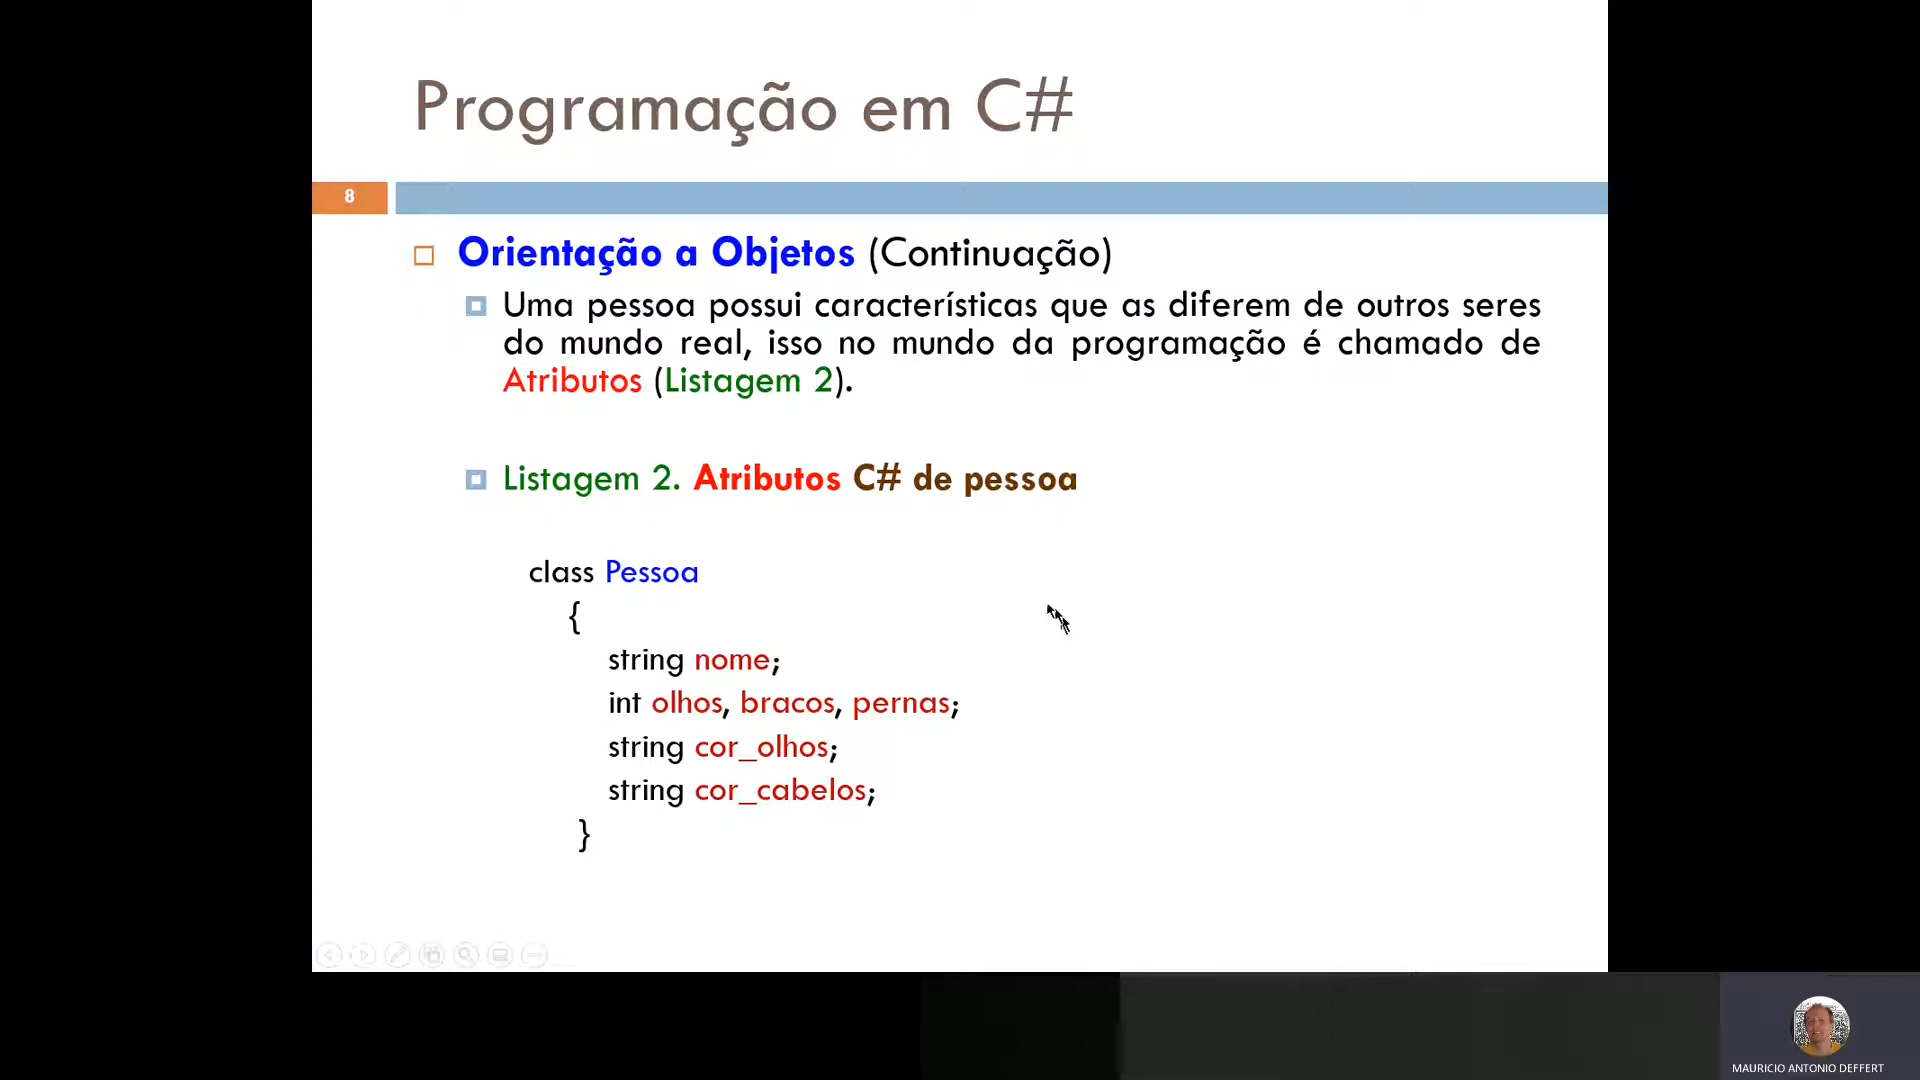 Programação em C#
8
Orientação a Objetos (Continuação)
Uma pessoa possui características que as diferem de outros seres
do mundo real, isso no mundo da programação é chamado de
Atributos (Listagem 2).
Listagem 2. Atributos C# de pessoa
class Pessoa
{
string nome;
int olhos, bracos, pernas;
string cor_olhos;
string cor_cabelos;
}
MAURICIO ANTONIO DEFFERT